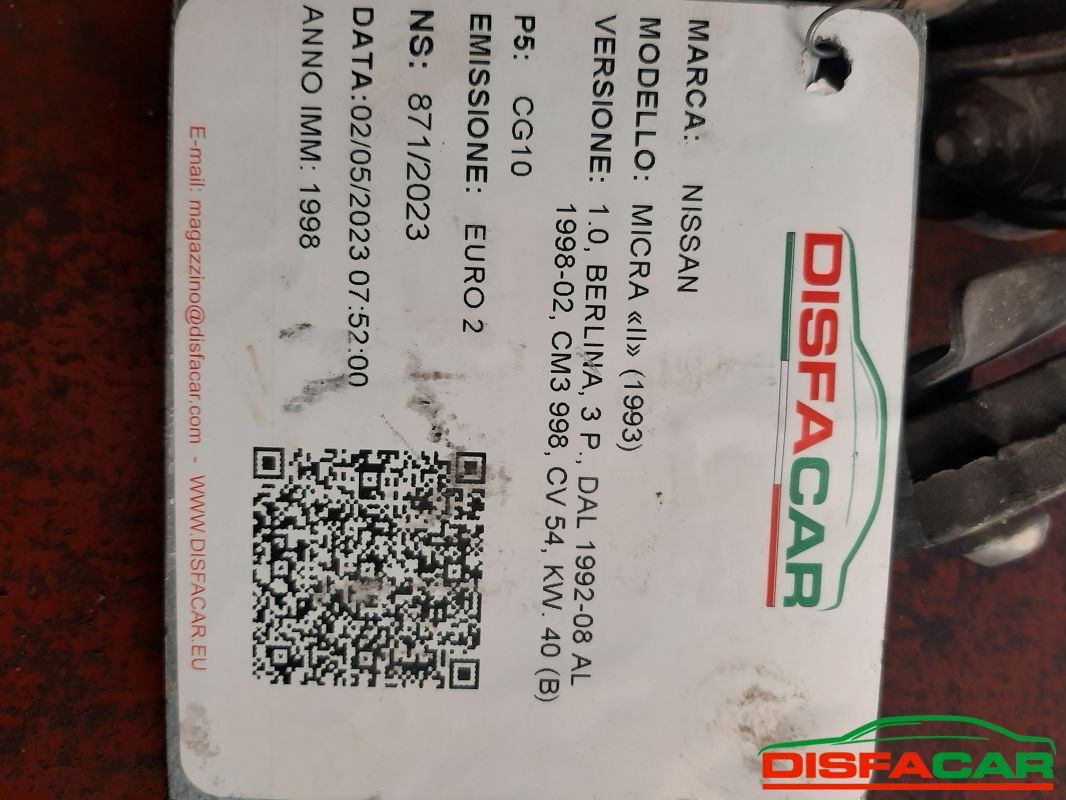 DISFACAR
MARCA: NISSAN
MODELLO: MICRA «II» (1993)
VERSIONE: 1.0, BERLINA, 3 P., DAL 1992-08 AL
1998-02, CM3 998, CV 54, KW. 40 (B)
P5: CG10
EMISSIONE: EURO 2
NS: 871/2023
DATA:02/05/2023 07:52:00
ANNO IMM: 1998
E-mail: magazzino@disfacar.com - WWW.DISFACAR.EU
DISFACAR